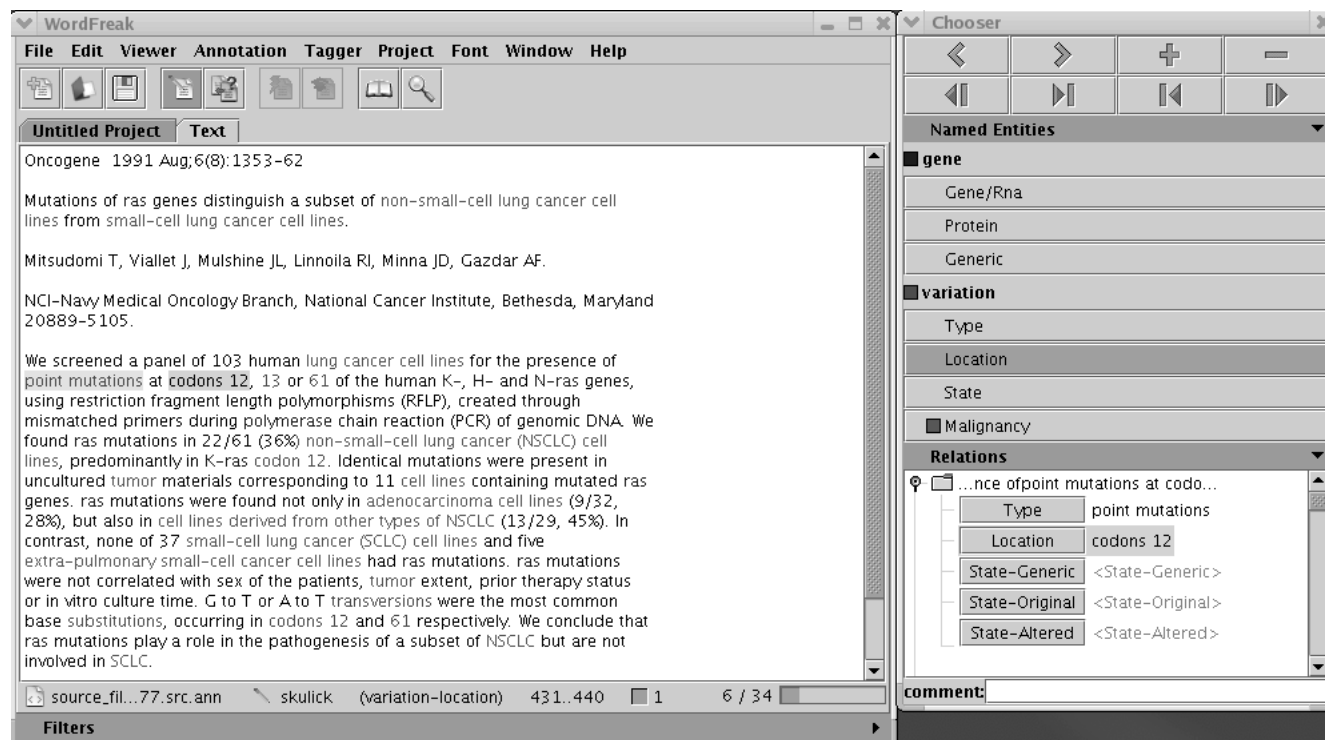 WordFreak
File Edit Viewer Annotation Tagger Project Font Window Help
Untitled Project Text
Oncogene 1991 Aug;6(8):1353-62
Mutations of ras genes distinguish a subset of non-small-cell lung cancer cell
lines from small-cell lung cancer cell lines.
Mitsudomi T, Viallet J, Mulshine JL, Linnoila RI, Minna JD, Gazdar AF.
NCI-Navy Medical Oncology Branch, National Cancer Institute, Bethesda, Maryland
20889-5105.
We screened a panel of 103 human lung cancer cell lines for the presence of
point mutations at codons 12, 13 or 61 of the human K-, H- and N-ras genes,
using restriction fragment length polymorphisms (RFLP), created through
mismatched primers during polymerase chain reaction (PCR) of genomic DNA. We
found ras mutations in 22/61 (36%) non-small-cell lung cancer (NSCLC) cell
lines, predominantly in K-ras codon 12. Identical mutations were present in
uncultured tumor materials corresponding to 11 cell lines containing mutated ras
genes. ras mutations were found not only in adenocarcinoma cell lines (9/32,
28%), but also in cell lines derived from other types of NSCLC (13/29, 45%). In
contrast, none of 37 small-cell lung cancer (SCLC) cell lines and five
extra-pulmonary small-cell cancer cell lines had ras mutations. ras mutations
were not correlated with sex of the patients, tumor extent, prior therapy status
or in vitro culture time. G to T or A to T transversions were the most common
base substitutions, occurring in codons 12 and 61 respectively. We conclude that
ras mutations play a role in the pathogenesis of a subset of NSCLC but are not
involved in SCLC.
source_fil...77.src.ann skulick (variation-location) 431..440 1 6 / 34
Filters
Chooser
Named Entities
gene
Gene/Rna
Protein
Generic
variation
Type
Location
State
Malignancy
Relations
...nce ofpoint mutations at codo...
Type point mutations
Location codons 12
State-Generic <State-Generic>
State-Original <State-Original>
State-Altered <State-Altered>
comment: